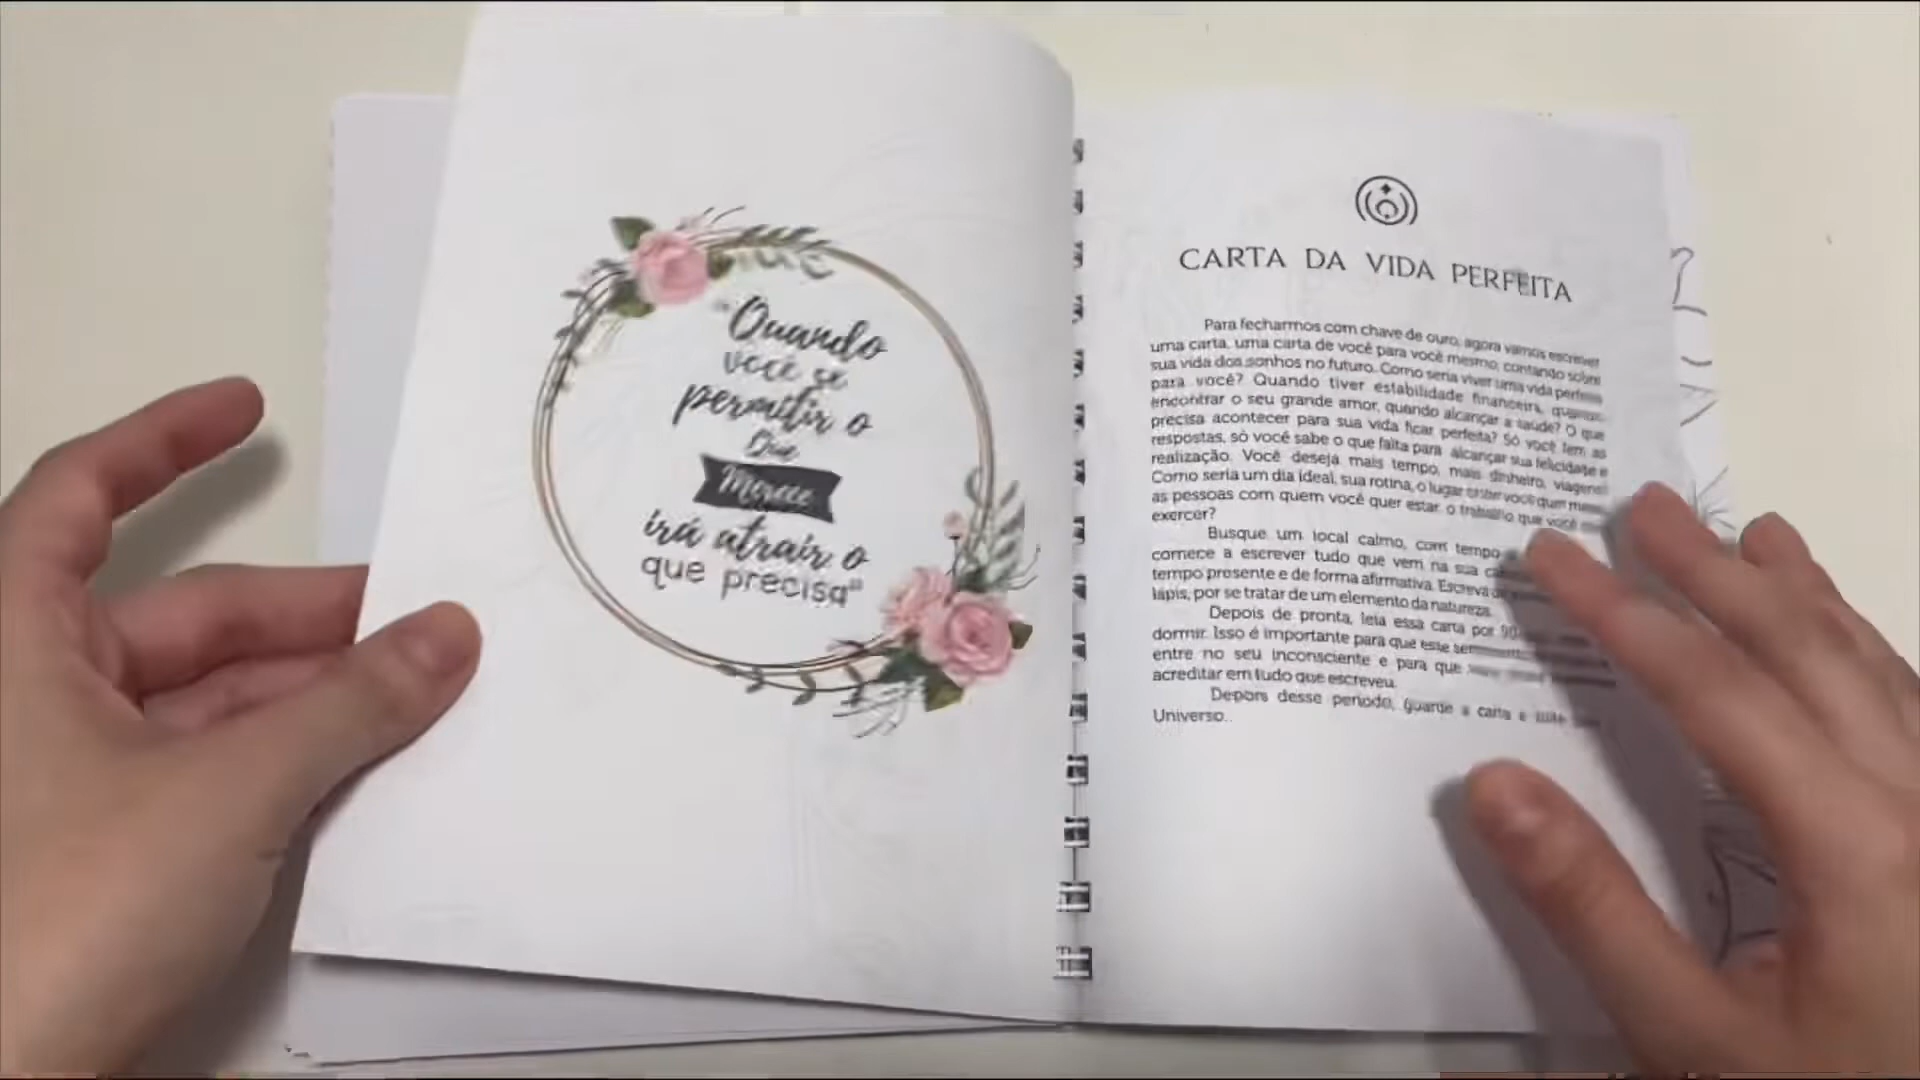 "Quando
você se
permitir o
Que
Merece
irá atrair o
que precisa"
CARTA DA VIDA PERFEITA
Para fecharmos com chave de ouro, agora vamos escrever
uma carta, uma carta de você para você mesmo, contando sobre
sua vida dos sonhos no futuro. Como seria viver uma vida perfeita
para você? Quando tiver estabilidade financeira, quando
encontrar o seu grande amor, quando alcançar a saúde? O que
precisa acontecer para sua vida ficar perfeita? Só você tem as
respostas, só você sabe o que falta para alcançar sua felicidade e
realização. Você deseja mais tempo, mais dinheiro, viagens
Como seria um dia ideal, sua rotina, o lugar onde você quer
as pessoas com quem você quer estar, o trabalho que você
exercer?
Busque um local calmo, com tempo
comece a escrever tudo que vem na sua
tempo presente e de forma afirmativa. Escreva
lápis, por se tratar de um elemento da natureza.
Depois de pronta, leia essa carta por
dormir. Isso é importante para que esse
entre no seu inconsciente e para que
acreditar em tudo que escreveu.
Depois desse período, guarde a carta e
Universo..